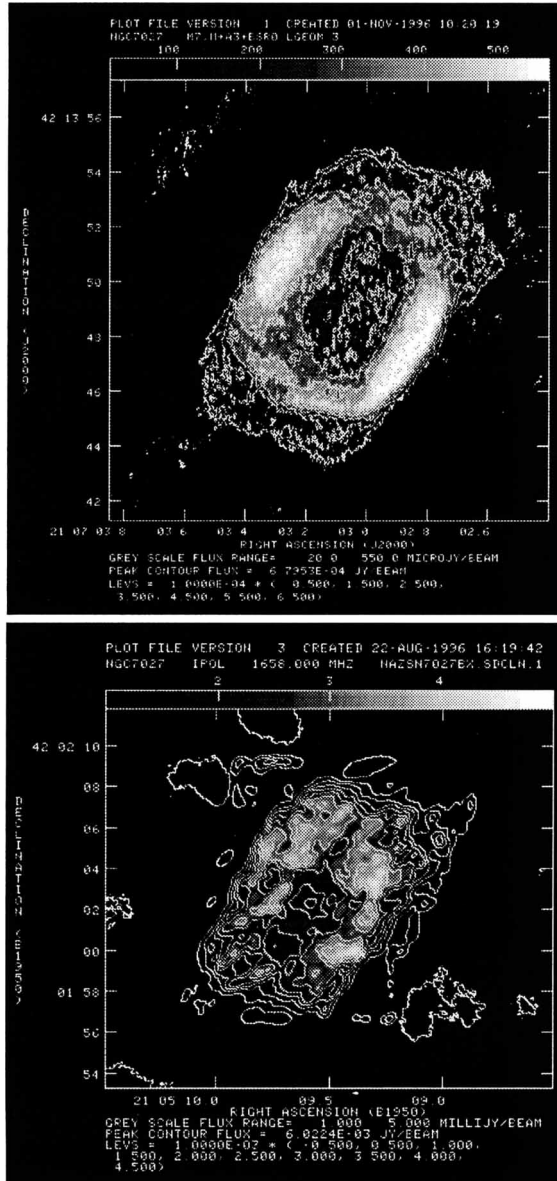 PLOT FILE VERSION 1 CREATED 01-NOV-1996 10:20:19
NGC7027 LGEOM 3
100 200 300 400 500
42 13 56
54
52
50
48
46
44
42
DECLINATION (J2000)
21 07 03.8 03.6 03.4 03.2 03.0 02.8 02.6
RIGHT ASCENSION (J2000)
GREY SCALE FLUX RANGE= 20.0 550.0 MICROJY/BEAM
PEAK CONTOUR FLUX = 6.7953E-04 JY/BEAM
LEVS = 1.0000E-04 * ( 0.500, 1.500, 2.500,
3.500, 4.500, 5.500, 6.500)
PLOT FILE VERSION 3 CREATED 22-AUG-1996 16:19:42
NGC7027 IPOL 1658.000 MHZ NAZSN7027BX.SDCLN.1
2 3 4
42 02 10
08
06
04
02
00
01 58
56
54
DECLINATION (B1950)
21 05 10.0 09.5 09.0
RIGHT ASCENSION (B1950)
GREY SCALE FLUX RANGE= 1.000 5.000 MILLIJY/BEAM
PEAK CONTOUR FLUX = 6.0224E-03 JY/BEAM
LEVS = 1.0000E-03 * ( -0.500, 0.500, 1.000,
1.500, 2.000, 2.500, 3.000, 3.500, 4.000,
4.500)